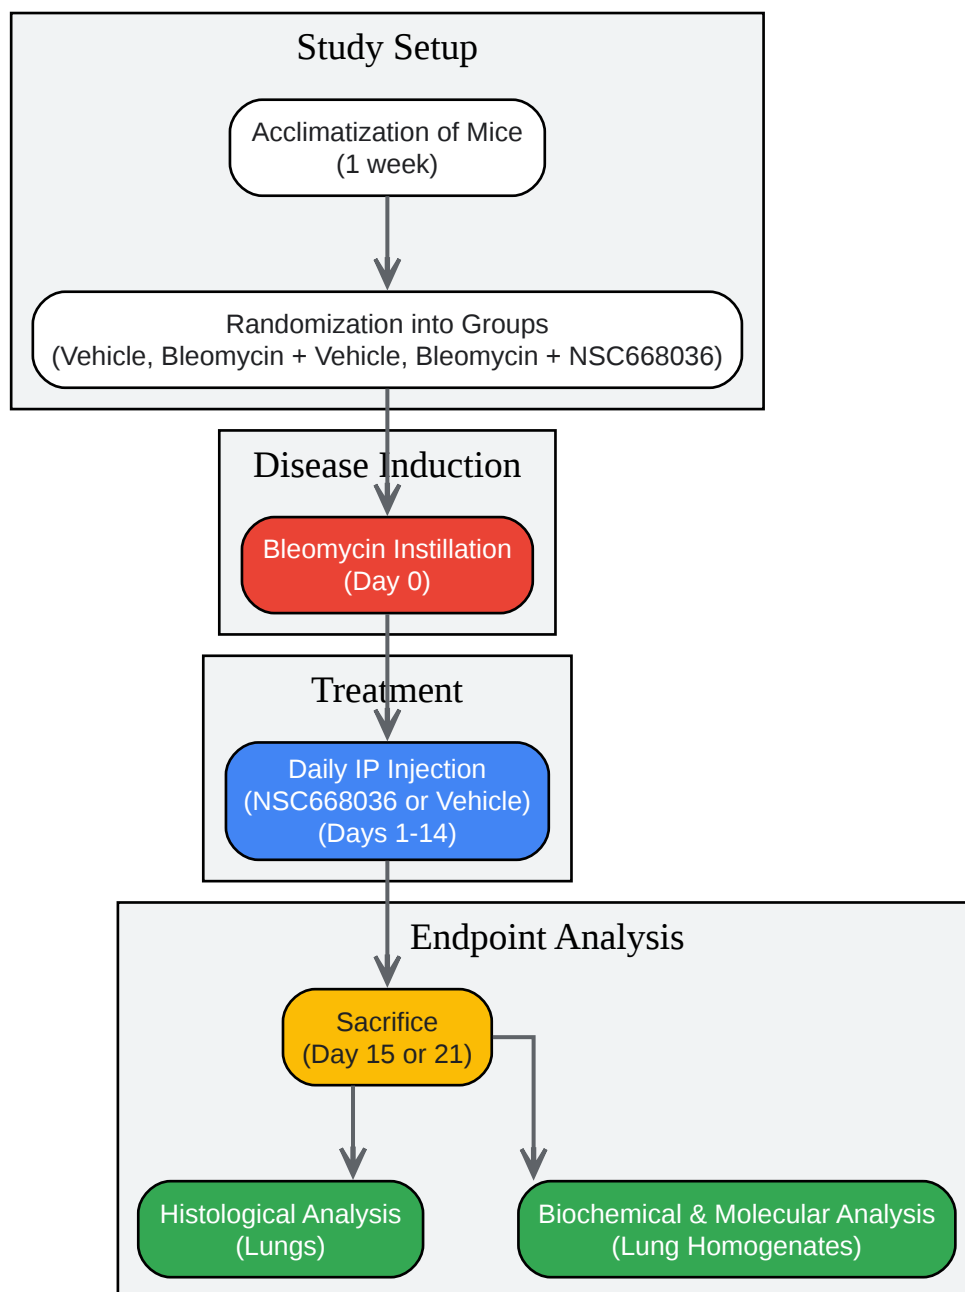 Study Setup
Acclimatization of Mice
(1 week)
Randomization into Groups
(Vehicle, Bleomycin + Vehicle, Bleomycin + NSC668036)
Disease Induction
Bleomycin Instillation
(Day 0)
Treatment
Daily IP Injection
(NSC668036 or Vehicle)
(Days 1-14)
Endpoint Analysis
Sacrifice
(Day 15 or 21)
Histological Analysis
(Lungs)
Biochemical & Molecular Analysis
(Lung Homogenates)